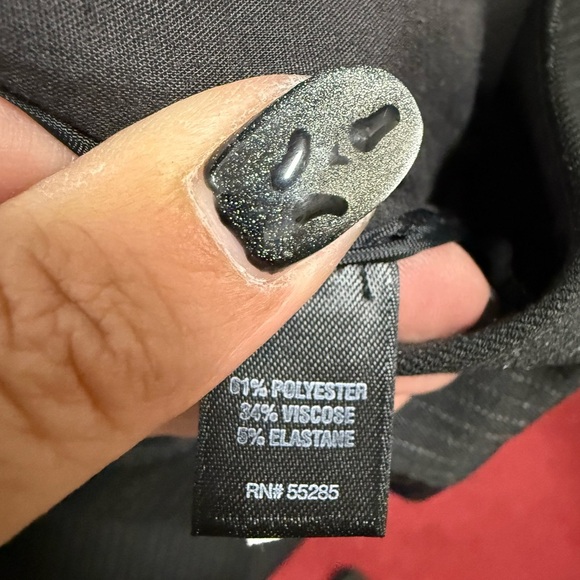 61% POLYESTER
34% VISCOSE
5% ELASTANE
RN# 55285